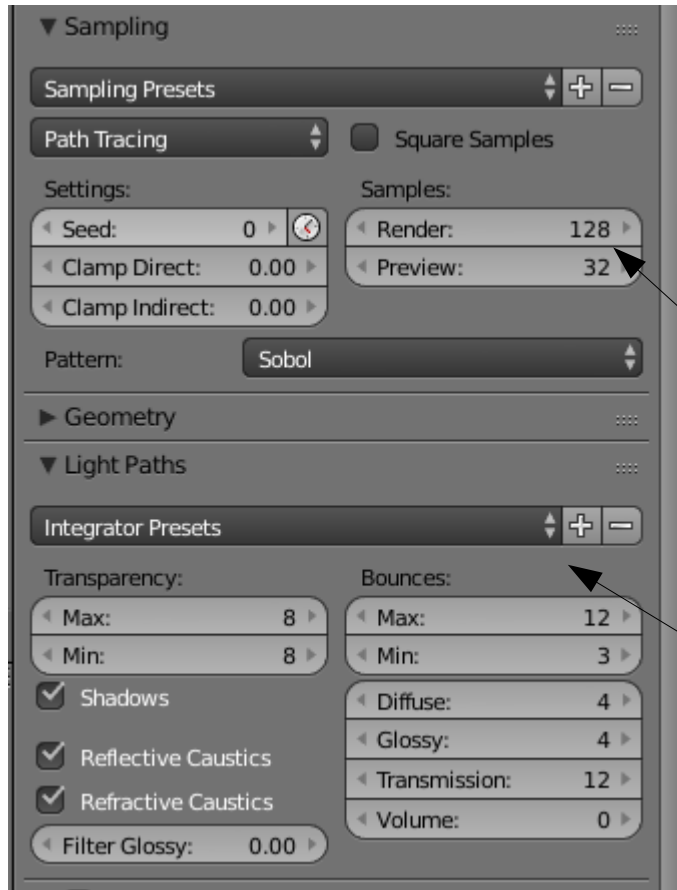 Sampling
Sampling Presets
Path Tracing
Square Samples
Settings:
Samples:
Seed: 0
Render: 128
Clamp Direct: 0.00
Preview: 32
Clamp Indirect: 0.00
Pattern: Sobol
Geometry
Light Paths
Integrator Presets
Transparency:
Bounces:
Max: 8
Max: 12
Min: 8
Min: 3
Shadows
Diffuse: 4
Reflective Caustics
Glossy: 4
Refractive Caustics
Transmission: 12
Filter Glossy: 0.00
Volume: 0